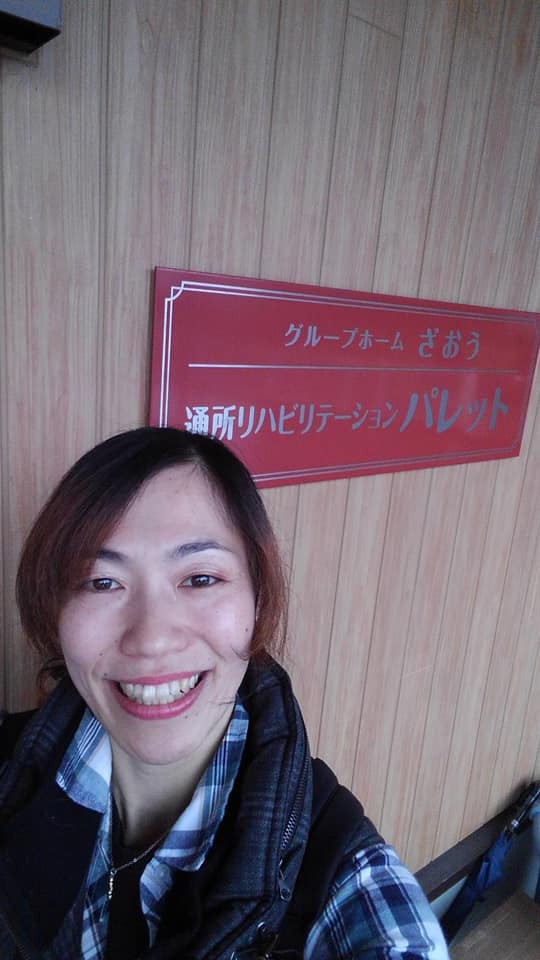 グループホーム ざおう
通所リハビリテーション パレット